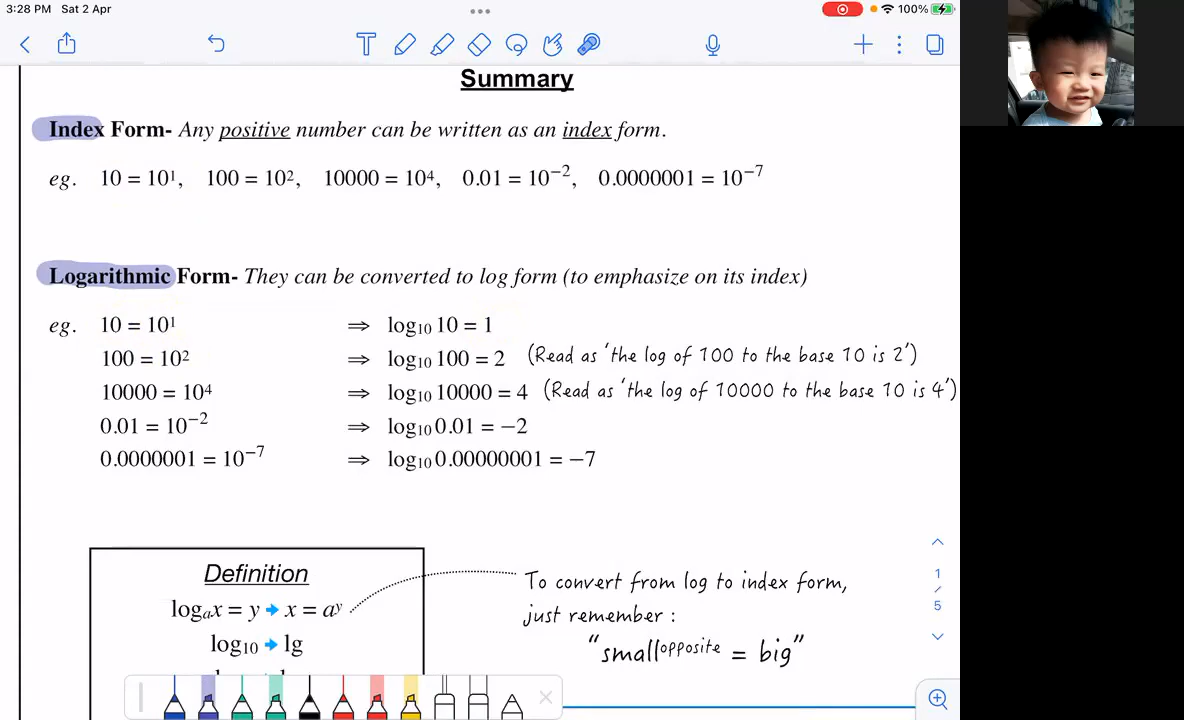 3:28 PM Sat 2 Apr 100%
Summary
Index Form- Any positive number can be written as an index form.
eg. 10 = 10¹, 100 = 10², 10000 = 10⁴, 0.01 = 10⁻², 0.0000001 = 10⁻⁷
Logarithmic Form- They can be converted to log form (to emphasize on its index)
eg. 10 = 10¹ ⇒ log₁₀ 10 = 1
100 = 10² ⇒ log₁₀ 100 = 2 (Read as 'the log of 100 to the base 10 is 2')
10000 = 10⁴ ⇒ log₁₀ 10000 = 4 (Read as 'the log of 10000 to the base 10 is 4')
0.01 = 10⁻² ⇒ log₁₀ 0.01 = −2
0.0000001 = 10⁻⁷ ⇒ log₁₀ 0.00000001 = −7
Definition
logₐx = y → x = aʸ
log₁₀ → lg
To convert from log to index form,
just remember :
"small^opposite = big"
1
/
5